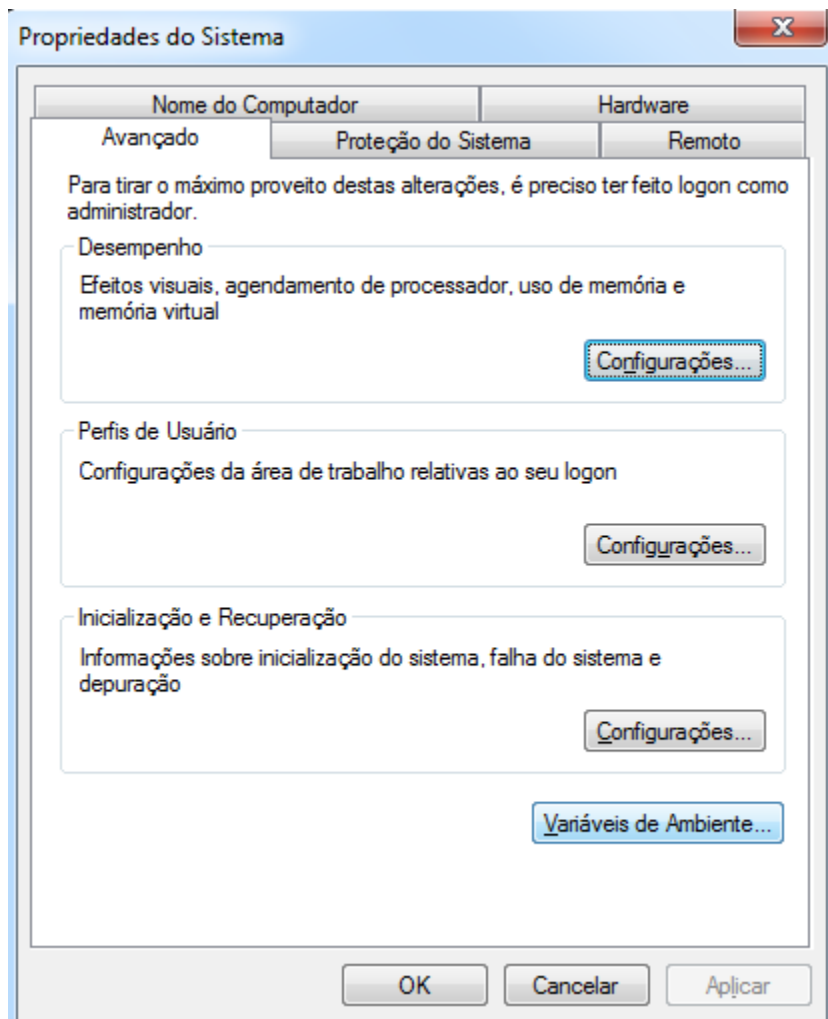 Propriedades do Sistema
Nome do Computador
Hardware
Avançado
Proteção do Sistema
Remoto
Para tirar o máximo proveito destas alterações, é preciso ter feito logon como
administrador.
Desempenho
Efeitos visuais, agendamento de processador, uso de memória e
memória virtual
Configurações...
Perfis de Usuário
Configurações da área de trabalho relativas ao seu logon
Configurações...
Inicialização e Recuperação
Informações sobre inicialização do sistema, falha do sistema e
depuração
Configurações...
Variáveis de Ambiente...
OK
Cancelar
Aplicar